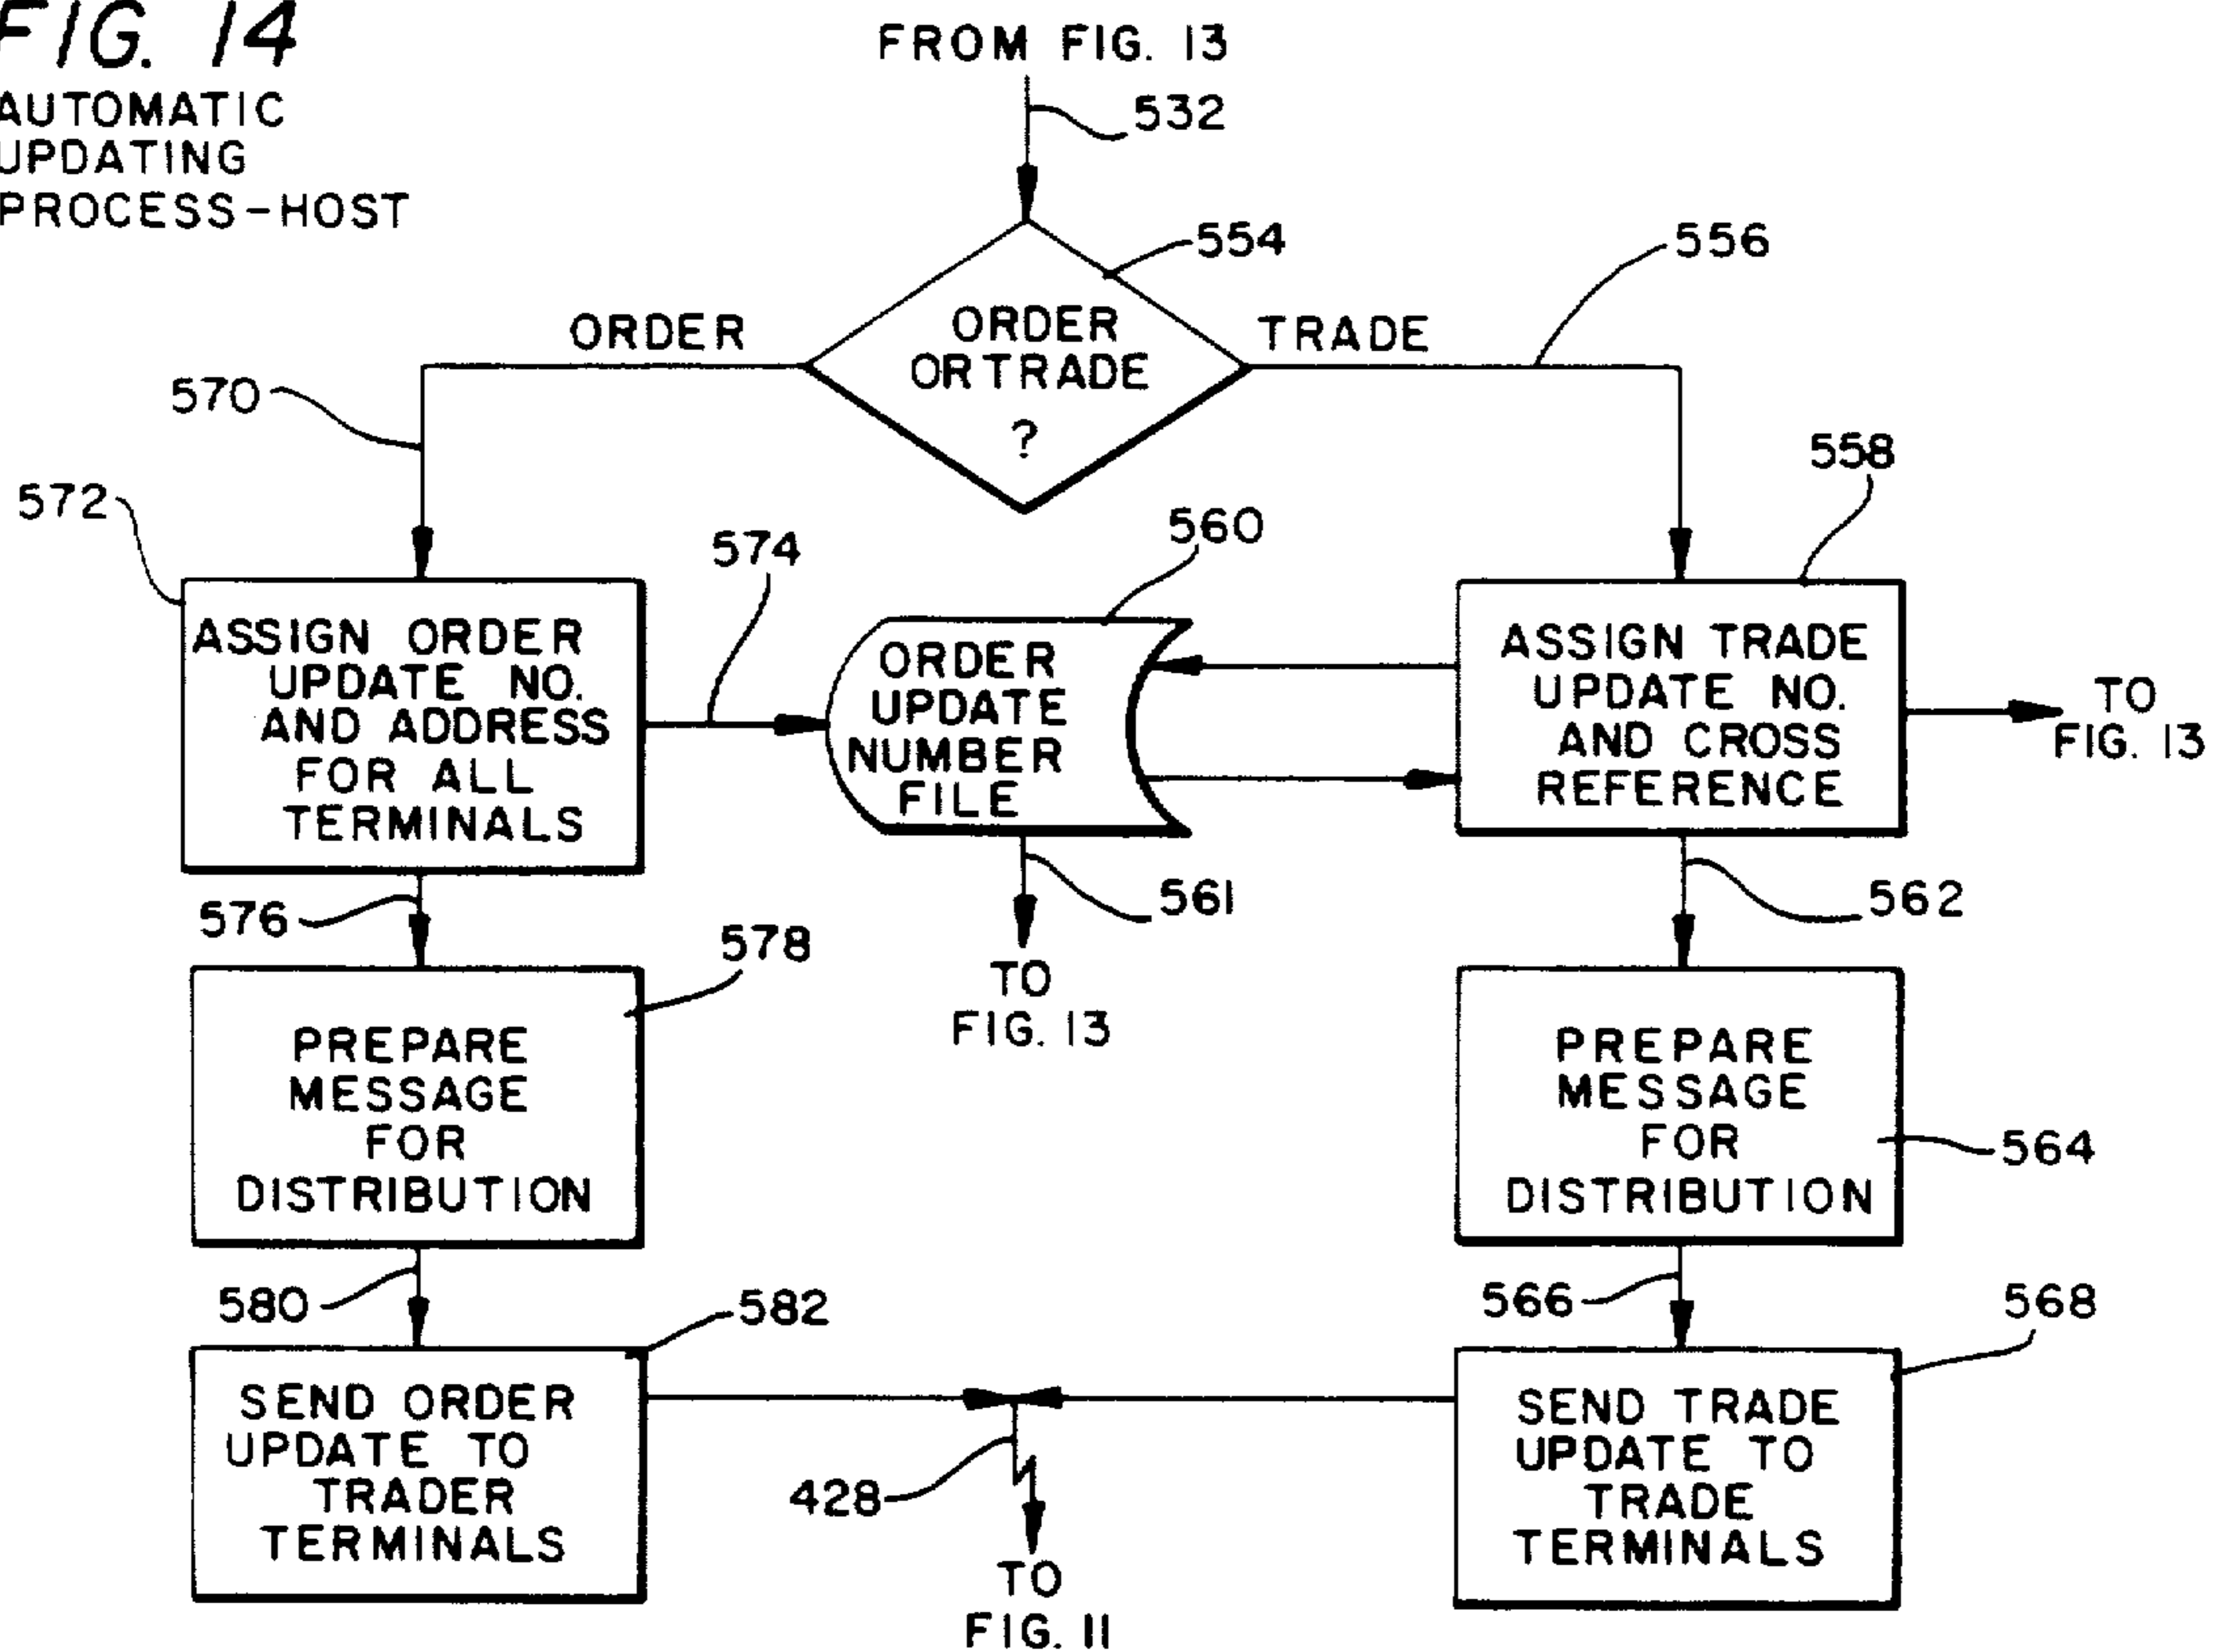 FIG. 14
AUTOMATIC
UPDATING
PROCESS-HOST
FROM FIG. 13
532
554
556
ORDER
ORDER
OR TRADE
?
TRADE
570
558
572
574
560
ASSIGN ORDER
UPDATE NO.
AND ADDRESS
FOR ALL
TERMINALS
ORDER
UPDATE
NUMBER
FILE
ASSIGN TRADE
UPDATE NO.
AND CROSS
REFERENCE
TO
FIG. 13
576
561
562
578
TO
FIG. 13
PREPARE
MESSAGE
FOR
DISTRIBUTION
PREPARE
MESSAGE
FOR
DISTRIBUTION
564
580
582
566
568
SEND ORDER
UPDATE TO
TRADER
TERMINALS
428
SEND TRADE
UPDATE TO
TRADE
TERMINALS
TO
FIG. 11